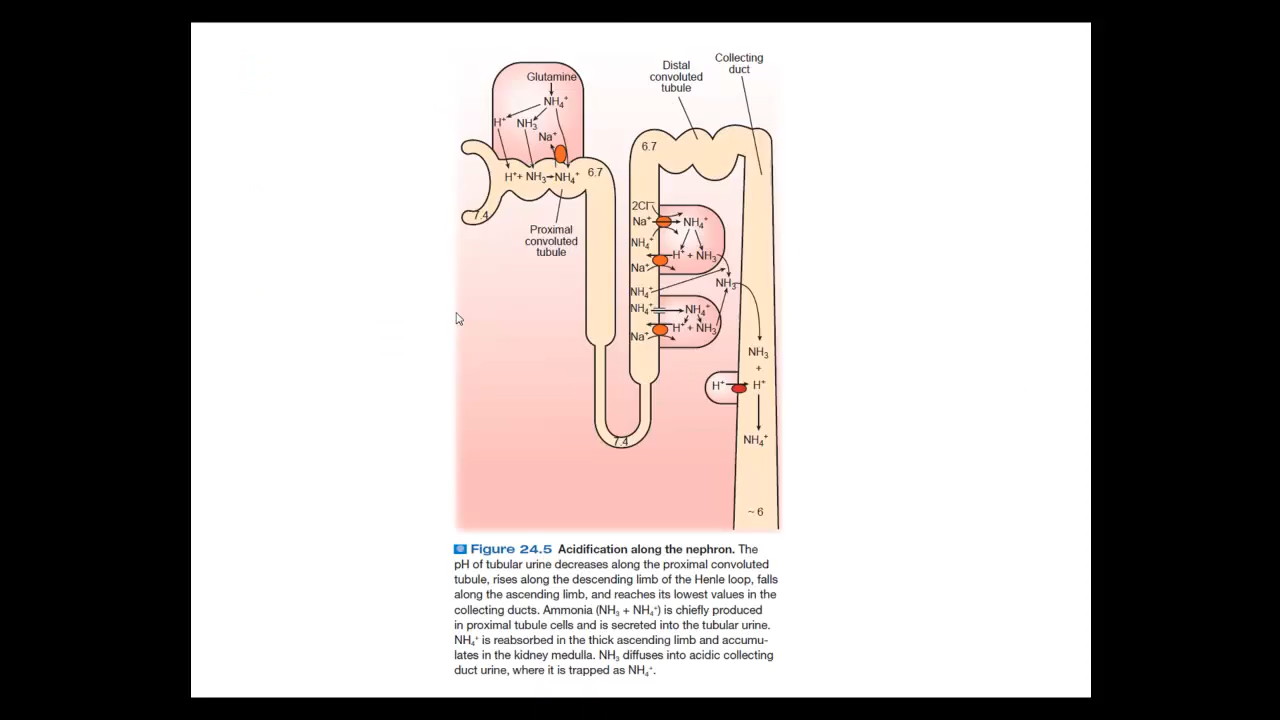 Glutamine
NH₄⁺
H⁺ NH₃
Na⁺
H⁺+ NH₃ NH₄⁺ 6.7
7.4
Proximal
convoluted
tubule
Distal
convoluted
tubule
Collecting
duct
6.7
2Cl⁻
Na⁺ NH₄⁺
NH₄⁺
H⁺ + NH₃
Na⁺
NH₃
NH₄⁺
NH₄⁺ NH₄⁺
H⁺ + NH₃
Na⁺
NH₃
+
H⁺ H⁺
NH₄⁺
7.4
~ 6
Figure 24.5 Acidification along the nephron. The
pH of tubular urine decreases along the proximal convoluted
tubule, rises along the descending limb of the Henle loop, falls
along the ascending limb, and reaches its lowest values in the
collecting ducts. Ammonia (NH₃ + NH₄⁺) is chiefly produced
in proximal tubule cells and is secreted into the tubular urine.
NH₄⁺ is reabsorbed in the thick ascending limb and accumu-
lates in the kidney medulla. NH₃ diffuses into acidic collecting
duct urine, where it is trapped as NH₄⁺.